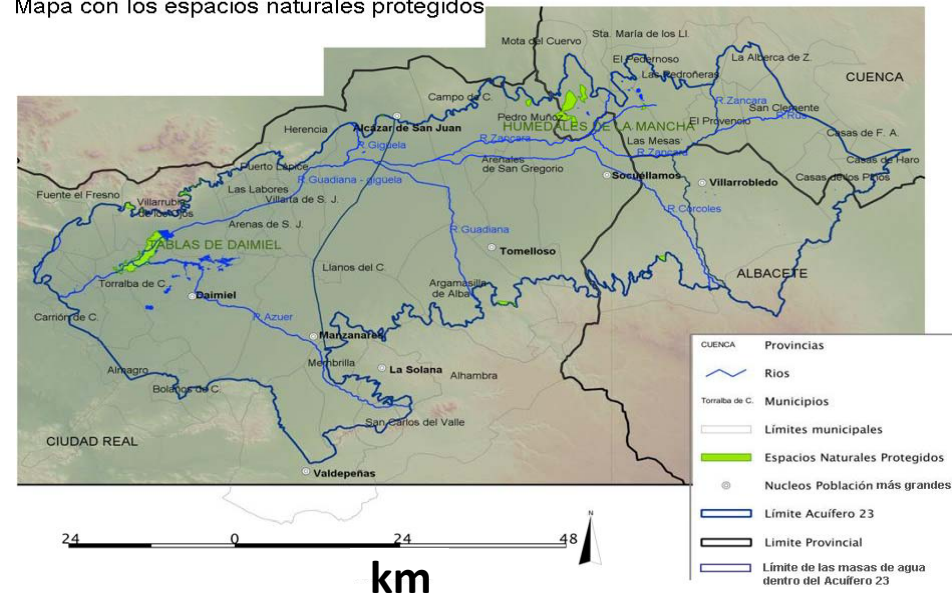 Mapa con los espacios naturales protegidos
Mota del Cuervo
Sta. María de los Ll.
El Pedernoso
La Alberca de Z.
Las Pedroñeras
CUENCA
Campo de C.
R.Zancara
San Clemente
Pedro Muñoz
El Provencio
R.Rus
Herencia
Alcázar de San Juan
HUMEDALES DE LA MANCHA
Casas de F. A.
R.Giguela
R.Zancara
Las Mesas
R.Zancara
Puerto Lápice
Arenales
de San Gregorio
Casas de Haro
Fuente el Fresno
Las Labores
R.Guadiana - giguela
Socuéllamos
Villarrobledo
Casas de los Pinos
Villarrubia
de los Ojos
Villarta de S. J.
R.Córcoles
Arenas de S. J.
R.Guadiana
TABLAS DE DAIMIEL
Tomelloso
Llanos del C.
ALBACETE
Torralba de C.
Argamasilla
de Alba
Daimiel
Carrión de C.
R.Azuer
Manzanares
Membrilla
Almagro
La Solana
Alhambra
Bolaños de C.
San Carlos del Valle
CIUDAD REAL
Valdepeñas
CUENCA Provincias
Rios
Torralba de C. Municipios
Límites municipales
Espacios Naturales Protegidos
Nucleos Población más grandes
Límite Acuífero 23
Limite Provincial
Límite de las masas de agua
dentro del Acuífero 23
24 0 24 48
N
km